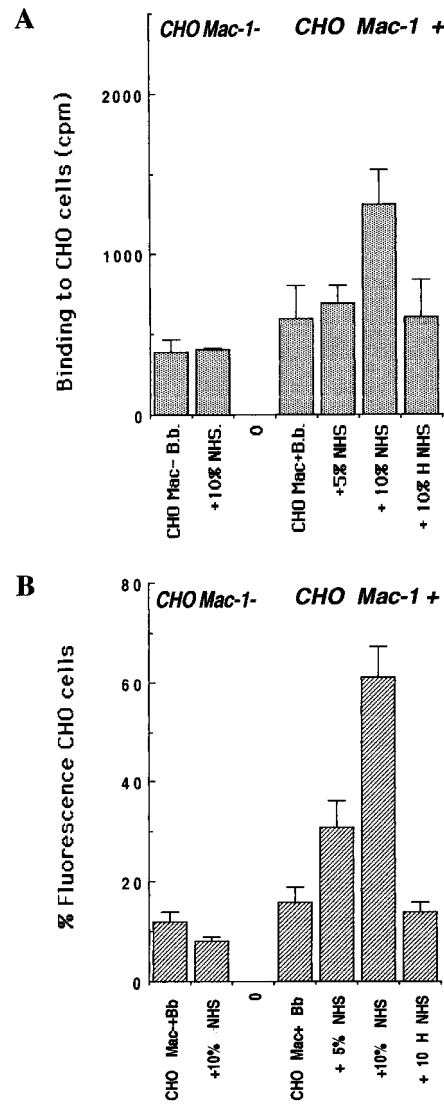 A
CHO Mac-1- CHO Mac-1 +
Binding to CHO cells (cpm)
2000
1000
0
CHO Mac- B.b.
+10% NHS.
0
CHO Mac+B.b.
+5% NHS
+ 10% NHS
+ 10% H NHS
B
CHO Mac-1- CHO Mac-1 +
% Fluorescence CHO cells
80
60
40
20
0
CHO Mac-+Bb
+10% NHS
0
CHO Mac+ Bb
+ 5% NHS
+10% NHS
+ 10 H NHS